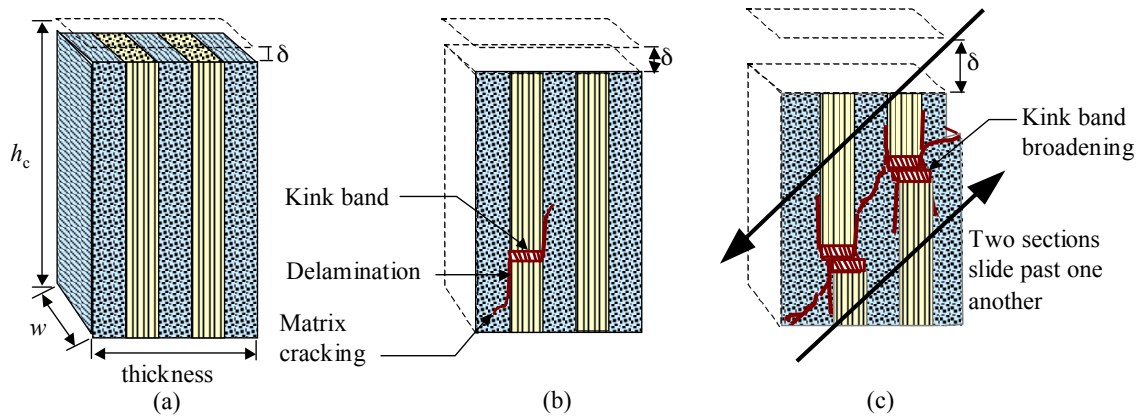 δ
h_c
w
thickness
(a)
δ
Kink band
Delamination
Matrix
cracking
(b)
δ
Kink band
broadening
Two sections
slide past one
another
(c)